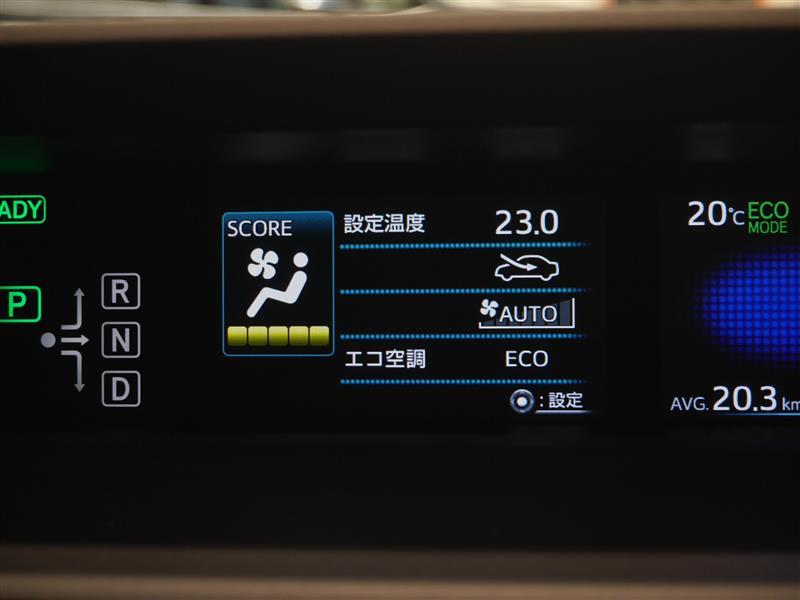 ADY
P
R
N
D
SCORE
設定温度 23.0
AUTO
エコ空調 ECO
:設定
20℃ ECO MODE
AVG. 20.3 km